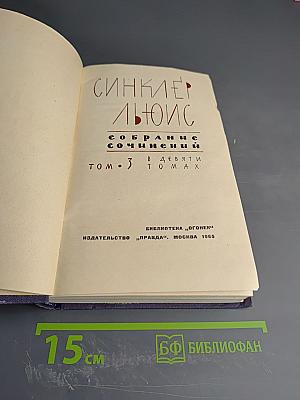 СИНКЛЕР
ЛЬЮИС
СОБРАНИЕ
СОЧИНЕНИЙ
ТОМ • 3 В ДЕВЯТИ
ТОМАХ
БИБЛИОТЕКА „ОГОНЕК“
ИЗДАТЕЛЬСТВО „ПРАВДА“. МОСКВА 1965
15 см БФ БИБЛИОФАН